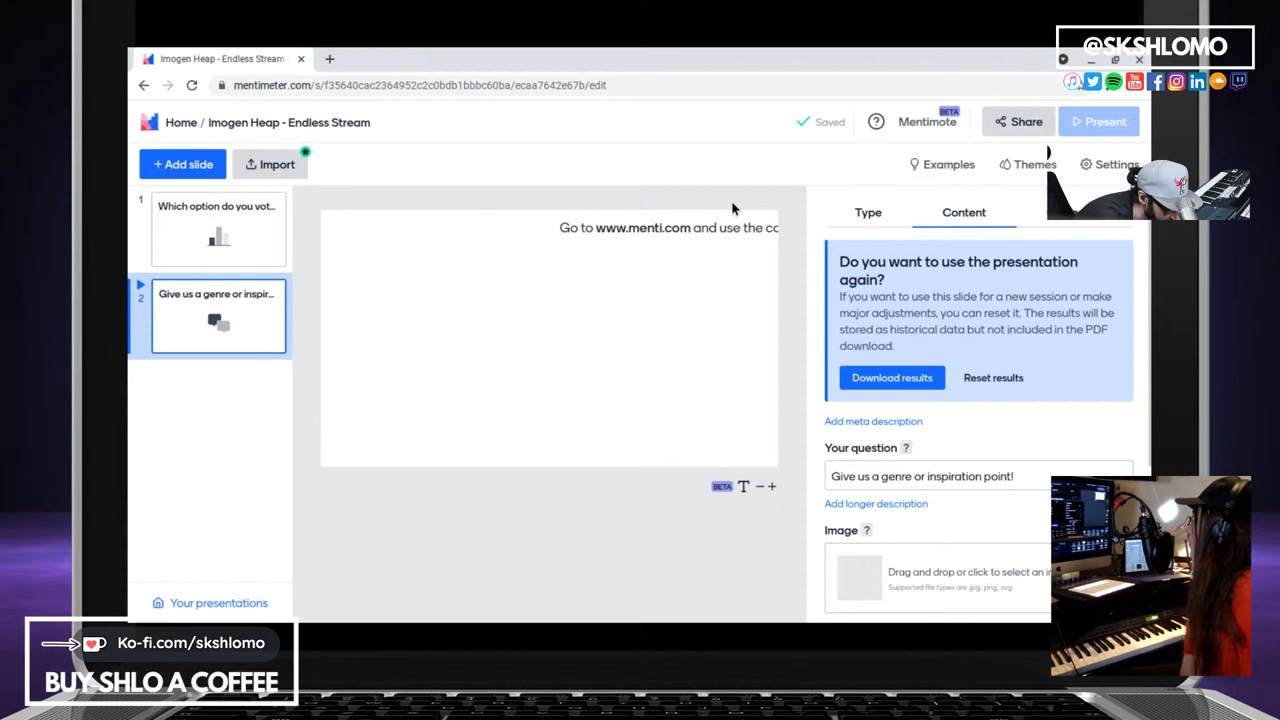 @SKSHLOMO
Imogen Heap - Endless Stream
mentimeter.com/s/f35640cac2364952c2c0bdb1bbbc60ba/ecaa7642e67b/edit
Home / Imogen Heap - Endless Stream
Saved
?
Mentimote
BETA
Share
Present
+ Add slide
Import
Examples
Themes
Settings
1
Which option do you vot...
2
Give us a genre or inspir...
Your presentations
Go to www.menti.com and use the co
BETA T − +
Type
Content
Do you want to use the presentation
again?
If you want to use this slide for a new session or make
major adjustments, you can reset it. The results will be
stored as historical data but not included in the PDF
download.
Download results
Reset results
Add meta description
Your question ?
Give us a genre or inspiration point!
Add longer description
Image ?
Drag and drop or click to select an i
Supported file types are .jpg, .png, .svg
Ko-fi.com/skshlomo
BUY SHLO A COFFEE